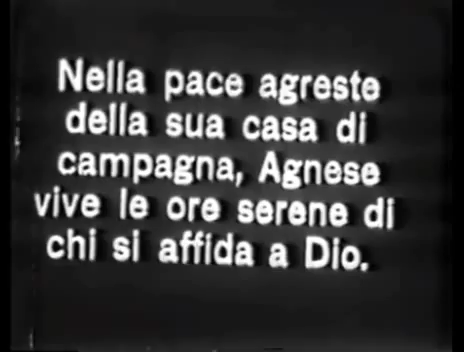 Nella pace agreste
della sua casa di
campagna, Agnese
vive le ore serene di
chi si affida a Dio.